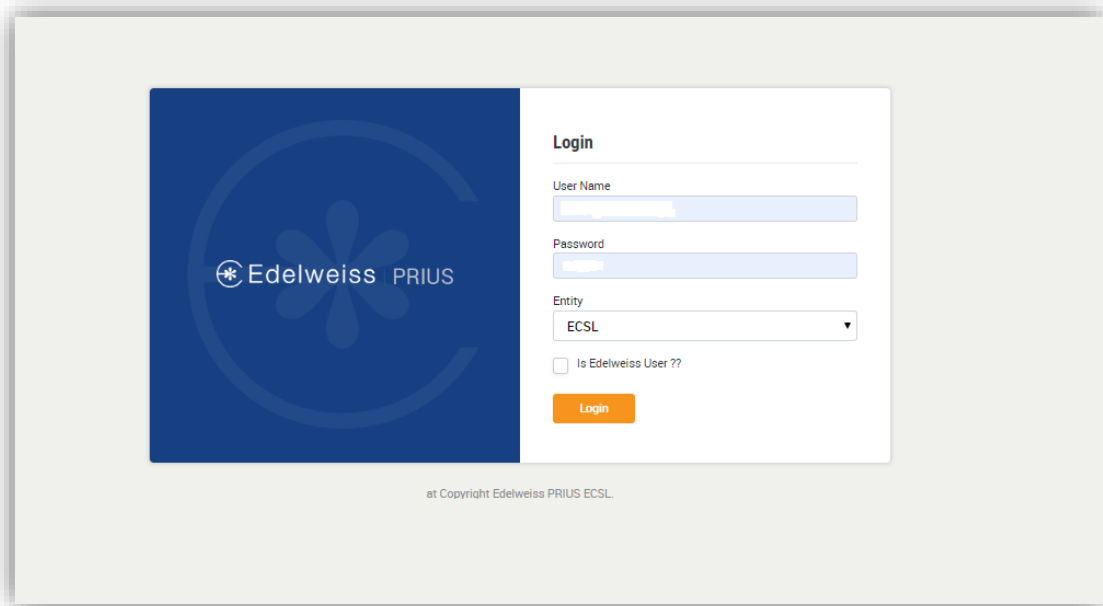 Edelweiss PRIUS
Login
User Name
Password
Entity
ECSL
Is Edelweiss User ??
Login
at Copyright Edelweiss PRIUS ECSL.